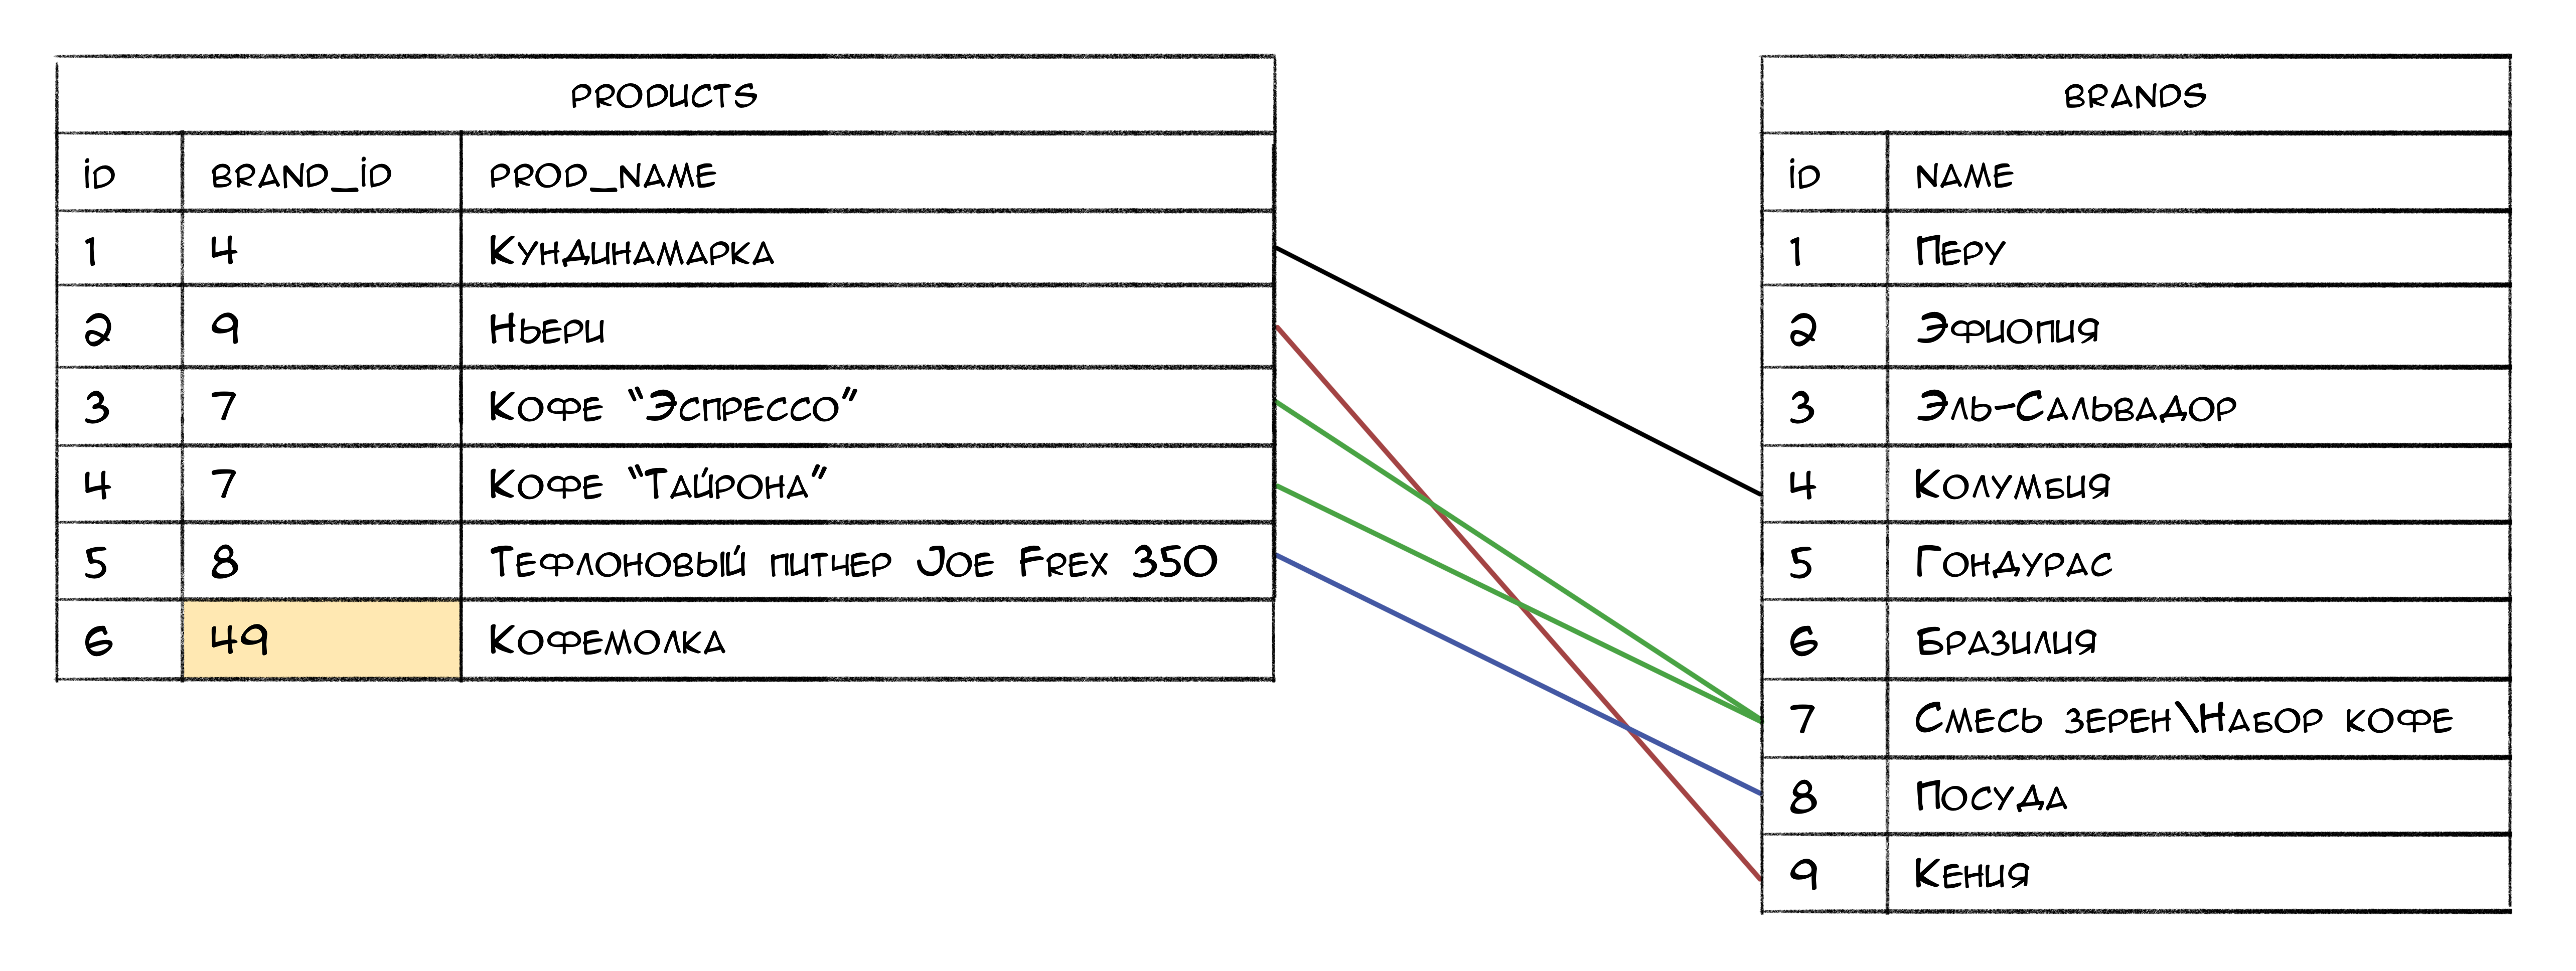 PRODUCTS
ID BRAND_ID PROD_NAME
1 4 Кундинамарка
2 9 Ньери
3 7 Кофе "Эспрессо"
4 7 Кофе "Тайрона"
5 8 Тефлоновый питчер Joe Frex 350
6 49 Кофемолка
BRANDS
ID NAME
1 Перу
2 Эфиопия
3 Эль-Сальвадор
4 Колумбия
5 Гондурас
6 Бразилия
7 Смесь зерен\Набор кофе
8 Посуда
9 Кения